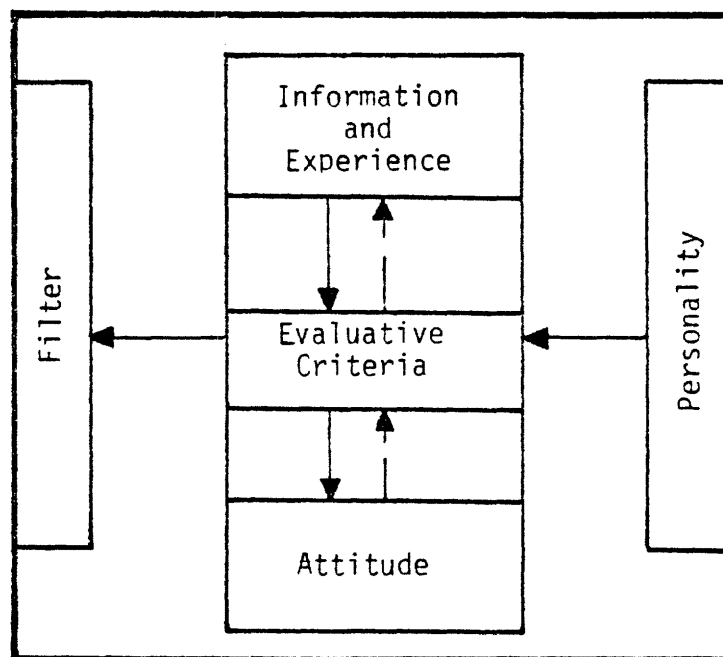 Information
and
Experience
Filter
Evaluative
Criteria
Personality
Attitude